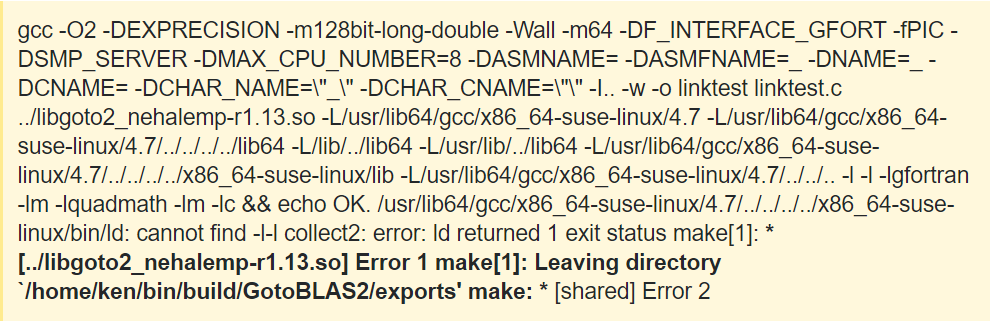 gcc -O2 -DEXPRECISION -m128bit-long-double -Wall -m64 -DF_INTERFACE_GFORT -fPIC -
DSMP_SERVER -DMAX_CPU_NUMBER=8 -DASMNAME= -DASMFNAME=_ -DNAME=_ -
DCNAME= -DCHAR_NAME=\"_\" -DCHAR_CNAME=\"\" -I.. -w -o linktest linktest.c
../libgoto2_nehalemp-r1.13.so -L/usr/lib64/gcc/x86_64-suse-linux/4.7 -L/usr/lib64/gcc/x86_64-
suse-linux/4.7/../../../../lib64 -L/lib/../lib64 -L/usr/lib/../lib64 -L/usr/lib64/gcc/x86_64-suse-
linux/4.7/../../../../x86_64-suse-linux/lib -L/usr/lib64/gcc/x86_64-suse-linux/4.7/../../.. -l -l -lgfortran
-lm -lquadmath -lm -lc && echo OK. /usr/lib64/gcc/x86_64-suse-linux/4.7/../../../../x86_64-suse-
linux/bin/ld: cannot find -l-l collect2: error: ld returned 1 exit status make[1]: *
[../libgoto2_nehalemp-r1.13.so] Error 1 make[1]: Leaving directory
`/home/ken/bin/build/GotoBLAS2/exports' make: * [shared] Error 2